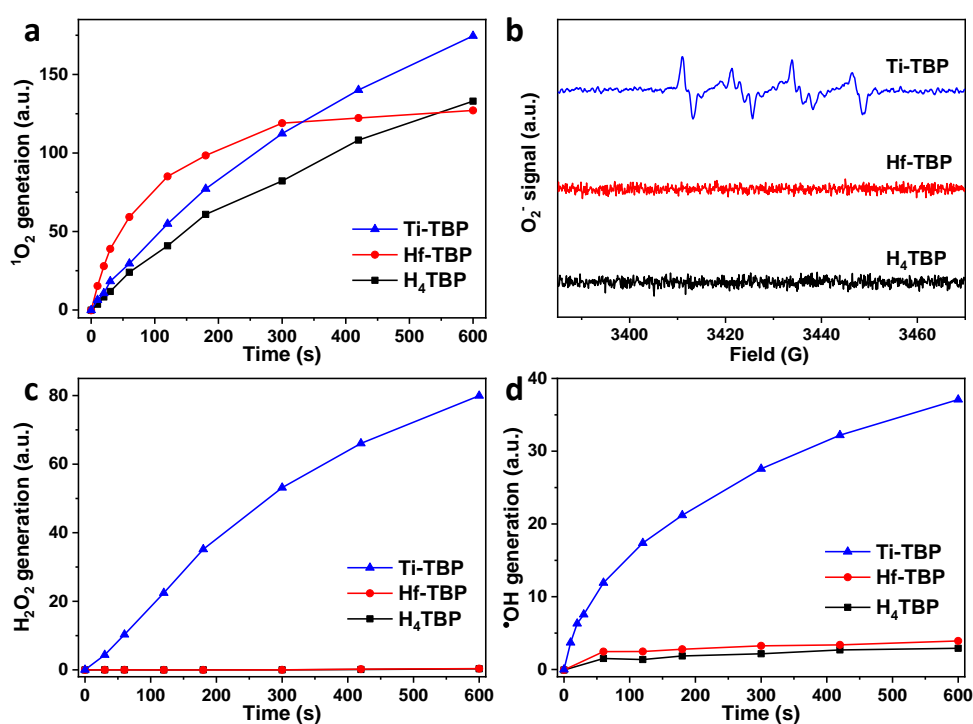 a
¹O₂ genetaion (a.u.)
150
100
50
0
Ti-TBP
Hf-TBP
H₄TBP
0 100 200 300 400 500 600
Time (s)
b
O₂⁻ signal (a.u.)
Ti-TBP
Hf-TBP
H₄TBP
3400 3420 3440 3460
Field (G)
c
H₂O₂ generation (a.u.)
80
60
40
20
0
Ti-TBP
Hf-TBP
H₄TBP
0 100 200 300 400 500 600
Time (s)
d
•OH generation (a.u.)
40
30
20
10
0
Ti-TBP
Hf-TBP
H₄TBP
0 100 200 300 400 500 600
Time (s)